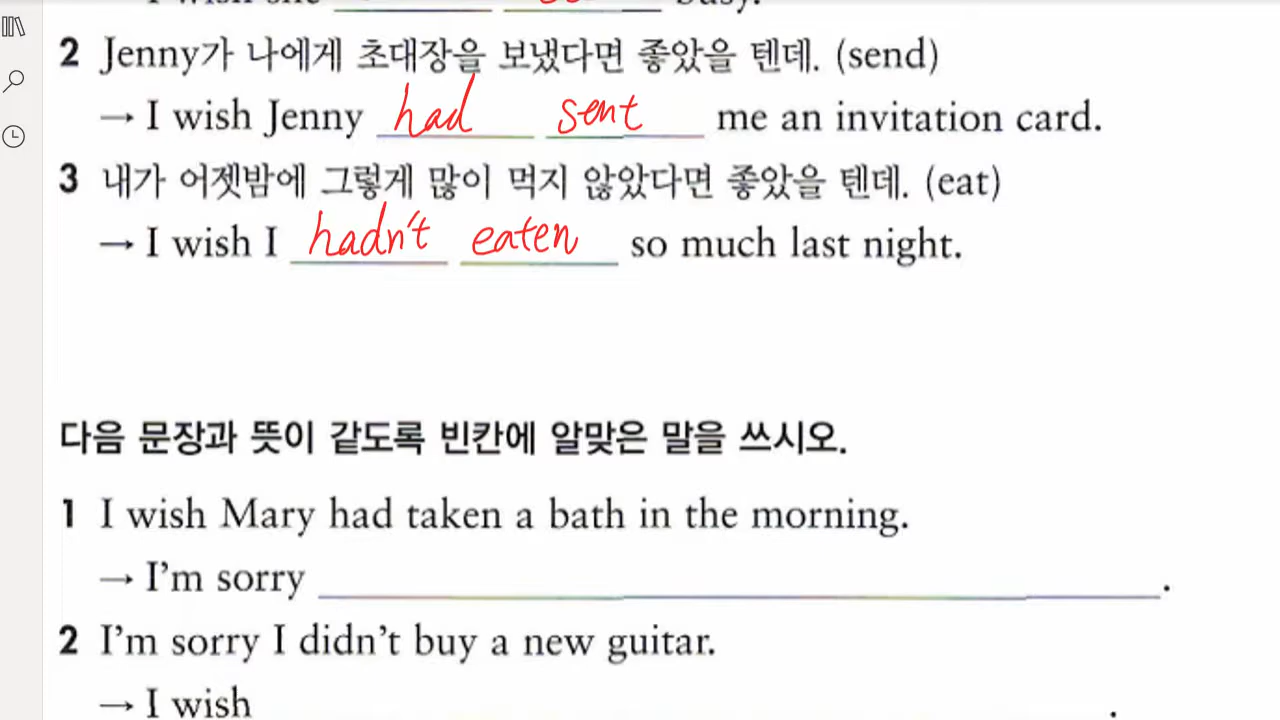 busy.
2 Jenny가 나에게 초대장을 보냈다면 좋았을 텐데. (send)
→ I wish Jenny had sent me an invitation card.
3 내가 어젯밤에 그렇게 많이 먹지 않았다면 좋았을 텐데. (eat)
→ I wish I hadn't eaten so much last night.
다음 문장과 뜻이 같도록 빈칸에 알맞은 말을 쓰시오.
1 I wish Mary had taken a bath in the morning.
→ I'm sorry .
2 I'm sorry I didn't buy a new guitar.
→ I wish .